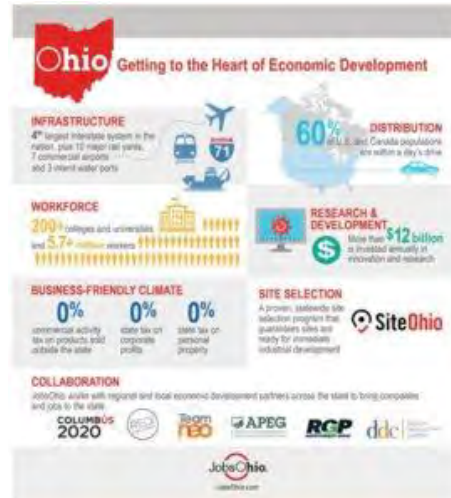 Ohio
Getting to the Heart of Economic Development
INFRASTRUCTURE
4th largest interstate system in the
nation, plus 10 major rail yards,
7 commercial airports
and 3 inland water ports
71
60%
DISTRIBUTION
of U.S. and Canada populations
are within a day's drive
WORKFORCE
200+ colleges and universities
and 5.7+ million workers
RESEARCH &
DEVELOPMENT
More than $12 billion
is invested annually in
innovation and research
BUSINESS-FRIENDLY CLIMATE
0% 0% 0%
commercial activity
tax on products sold
outside the state
state tax on
corporate
profits
state tax on
personal
property
SITE SELECTION
A proven, statewide site
selection program that
guarantees sites are
ready for immediate
industrial development
SiteOhio
COLLABORATION
JobsOhio works with regional and local economic development partners across the state to bring companies
and jobs to the state.
COLUMBUS
2020
Team
neo
APEG
RGP
ddc
JobsOhio